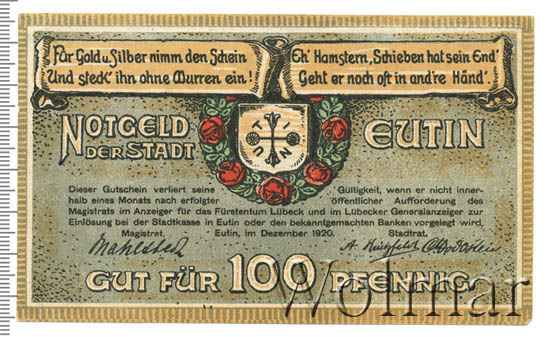 Für Gold u. Silber nimm den Schein
Und steck' ihn ohne Murren ein!
Eh' Hamstern, Schieben hat sein End'
Geht er noch oft in and're Händ'.
NOTGELD
DER STADT
EUTIN
U T I N
Dieser Gutschein verliert seine Gültigkeit, wenn er nicht inner-
halb eines Monats nach erfolgter öffentlicher Aufforderung des
Magistrats im Anzeiger für das Fürstentum Lübeck und im Lübecker Generalanzeiger zur
Einlösung bei der Stadtkasse in Eutin oder den bekanntgemachten Banken vorgelegt wird.
Magistrat. Eutin, im Dezember 1920. Stadtrat.
Mahlstedt
GUT FÜR 100 PFENNIG
Wolmar